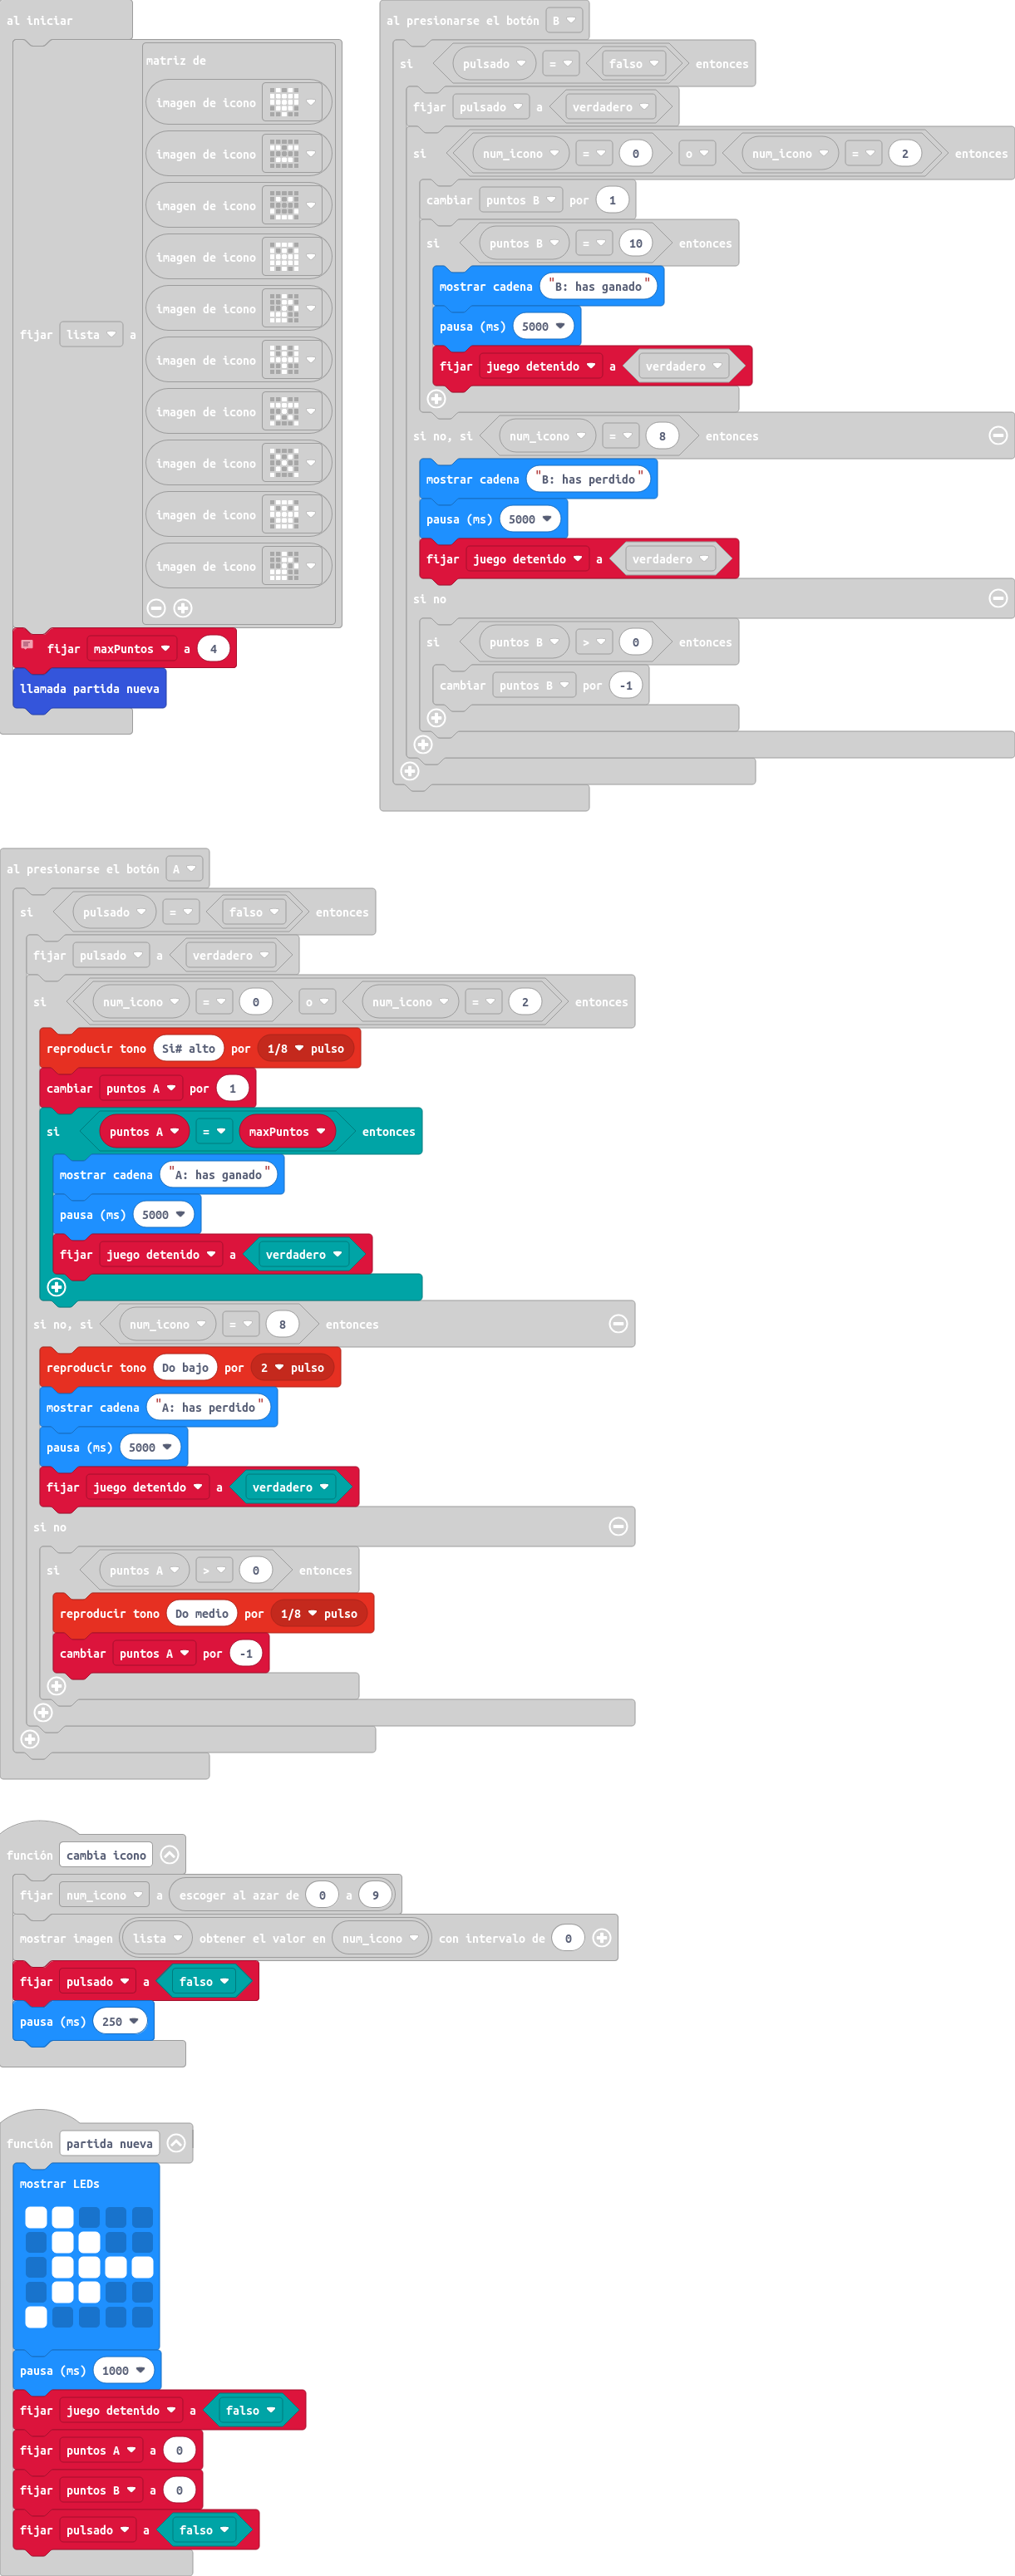 al iniciar
fijar lista a
matriz de
imagen de icono
imagen de icono
imagen de icono
imagen de icono
imagen de icono
imagen de icono
imagen de icono
imagen de icono
imagen de icono
imagen de icono
fijar maxPuntos a 4
llamada partida nueva
al presionarse el botón B
si pulsado = falso entonces
fijar pulsado a verdadero
si num_icono = 0 o num_icono = 2 entonces
cambiar puntos B por 1
si puntos B = 10 entonces
mostrar cadena "B: has ganado"
pausa (ms) 5000
fijar juego detenido a verdadero
si no, si num_icono = 8 entonces
mostrar cadena "B: has perdido"
pausa (ms) 5000
fijar juego detenido a verdadero
si no
si puntos B > 0 entonces
cambiar puntos B por -1
al presionarse el botón A
si pulsado = falso entonces
fijar pulsado a verdadero
si num_icono = 0 o num_icono = 2 entonces
reproducir tono Si# alto por 1/8 pulso
cambiar puntos A por 1
si puntos A = maxPuntos entonces
mostrar cadena "A: has ganado"
pausa (ms) 5000
fijar juego detenido a verdadero
si no, si num_icono = 8 entonces
reproducir tono Do bajo por 2 pulso
mostrar cadena "A: has perdido"
pausa (ms) 5000
fijar juego detenido a verdadero
si no
si puntos A > 0 entonces
reproducir tono Do medio por 1/8 pulso
cambiar puntos A por -1
función cambia icono
fijar num_icono a escoger al azar de 0 a 9
mostrar imagen lista obtener el valor en num_icono con intervalo de 0
fijar pulsado a falso
pausa (ms) 250
función partida nueva
mostrar LEDs
pausa (ms) 1000
fijar juego detenido a falso
fijar puntos A a 0
fijar puntos B a 0
fijar pulsado a falso